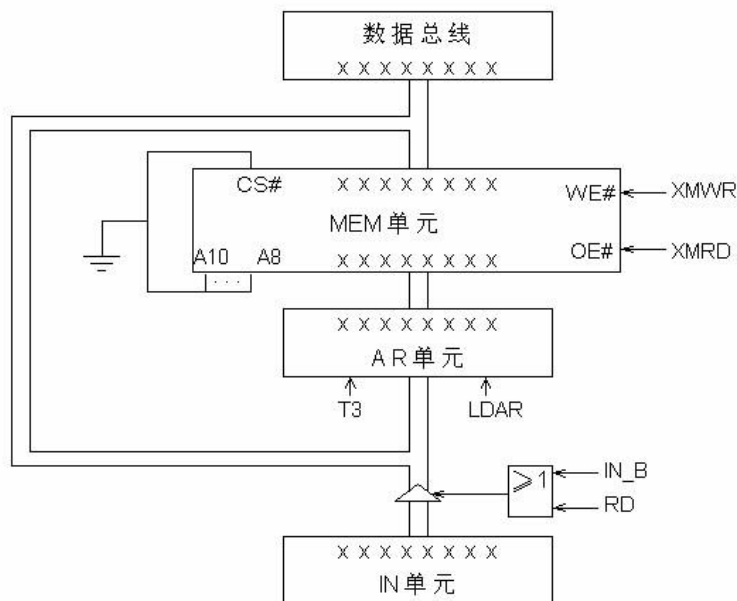 数据总线
X X X X X X X X
CS#
X X X X X X X X
WE#
XMWR
MEM单元
A10
A8
X X X X X X X X
OE#
XMRD
. . .
X X X X X X X X
AR单元
T3
LDAR
≥1
IN_B
RD
X X X X X X X X
IN单元